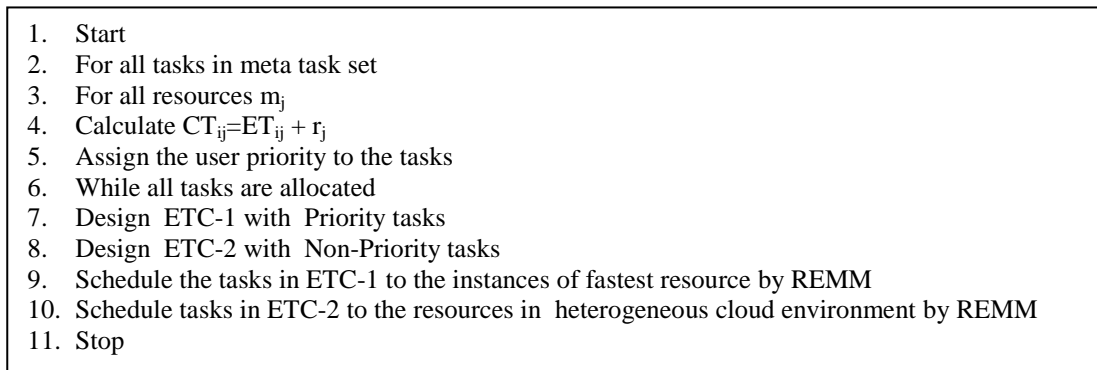 1. Start
2. For all tasks in meta task set
3. For all resources mj
4. Calculate CTij=ETij + rj
5. Assign the user priority to the tasks
6. While all tasks are allocated
7. Design ETC-1 with Priority tasks
8. Design ETC-2 with Non-Priority tasks
9. Schedule the tasks in ETC-1 to the instances of fastest resource by REMM
10. Schedule tasks in ETC-2 to the resources in heterogeneous cloud environment by REMM
11. Stop